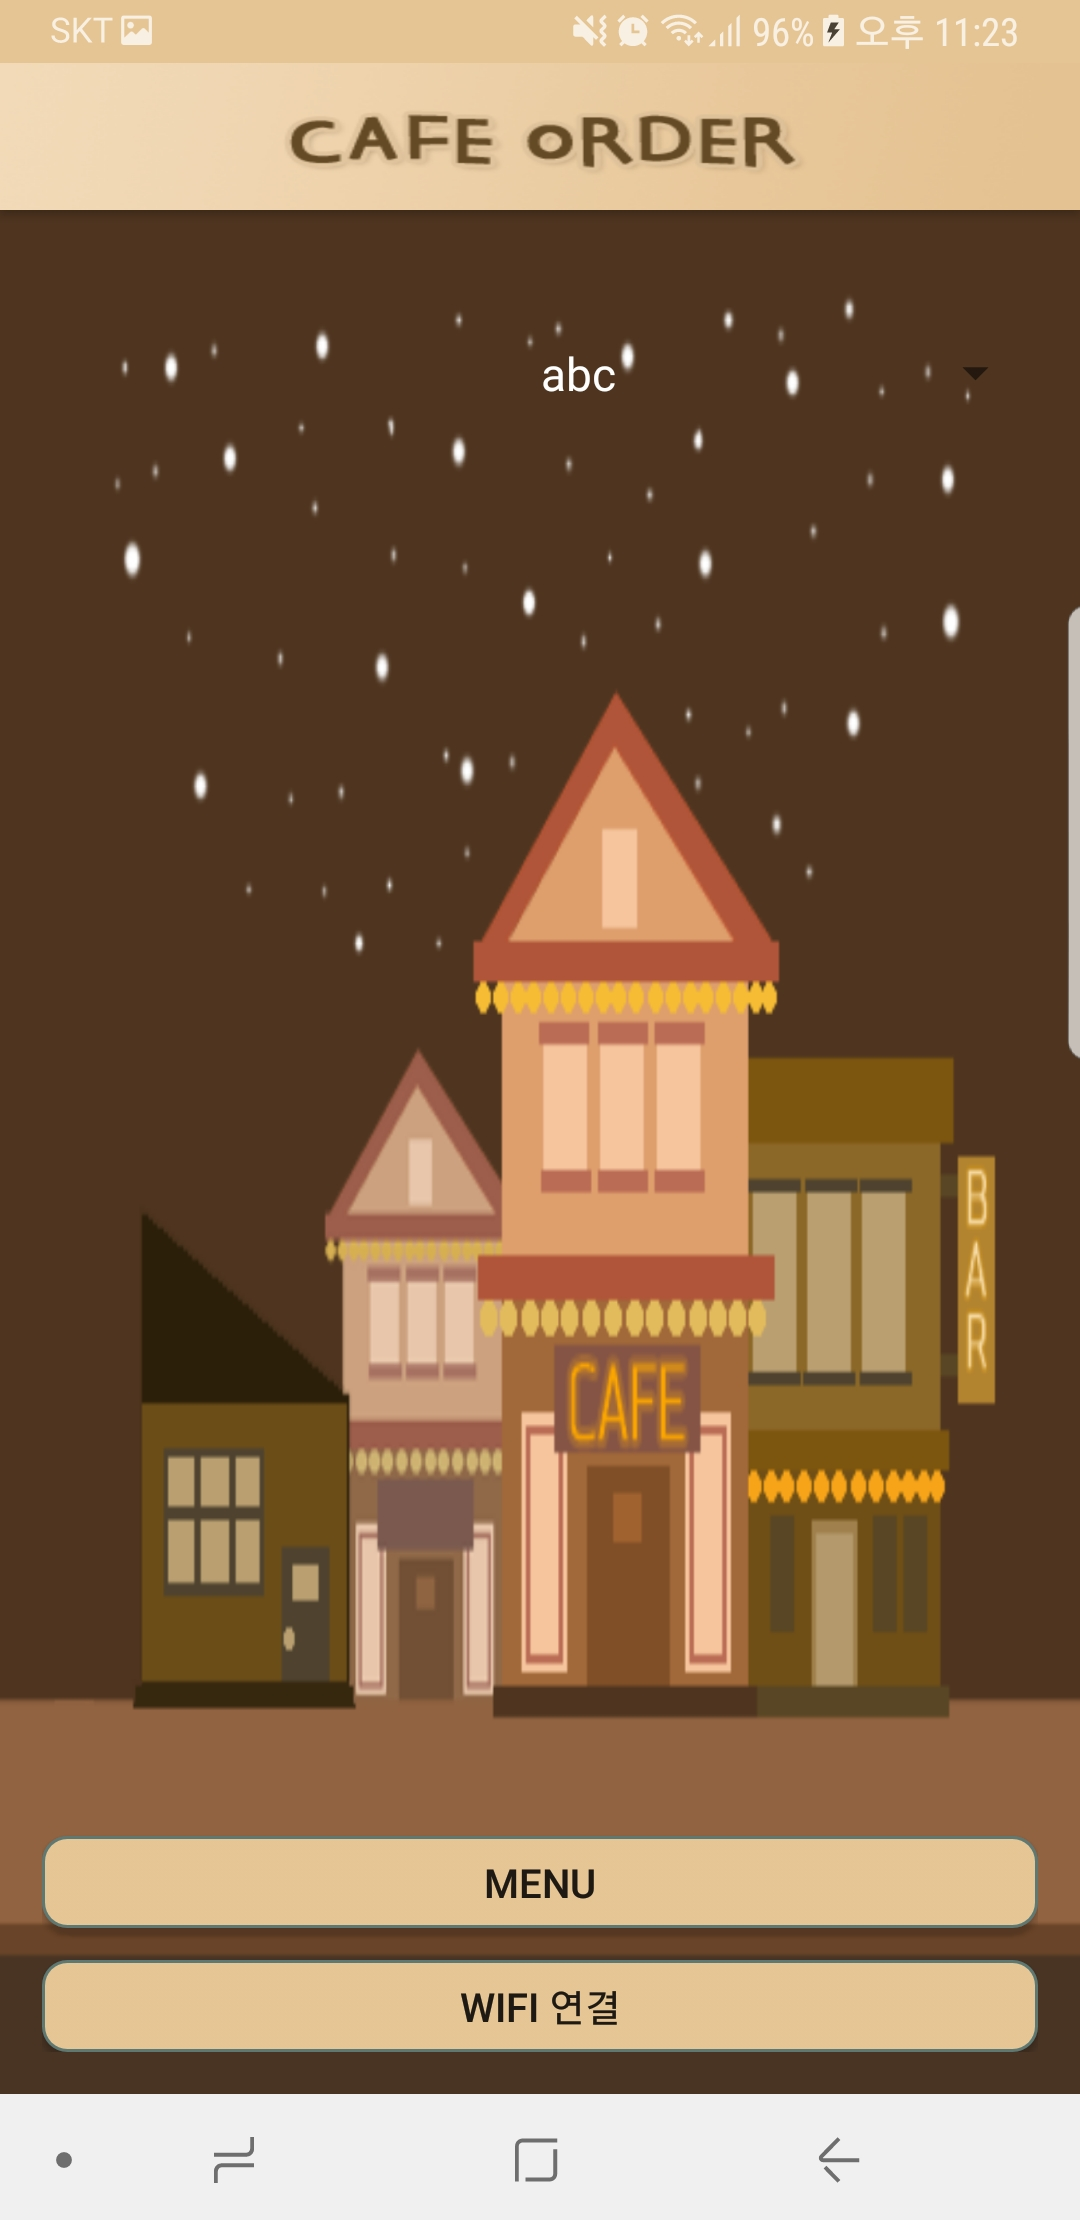 SKT 96% 오후 11:23
CAFE oRDER
abc
BAR
CAFE
MENU
WIFI 연결